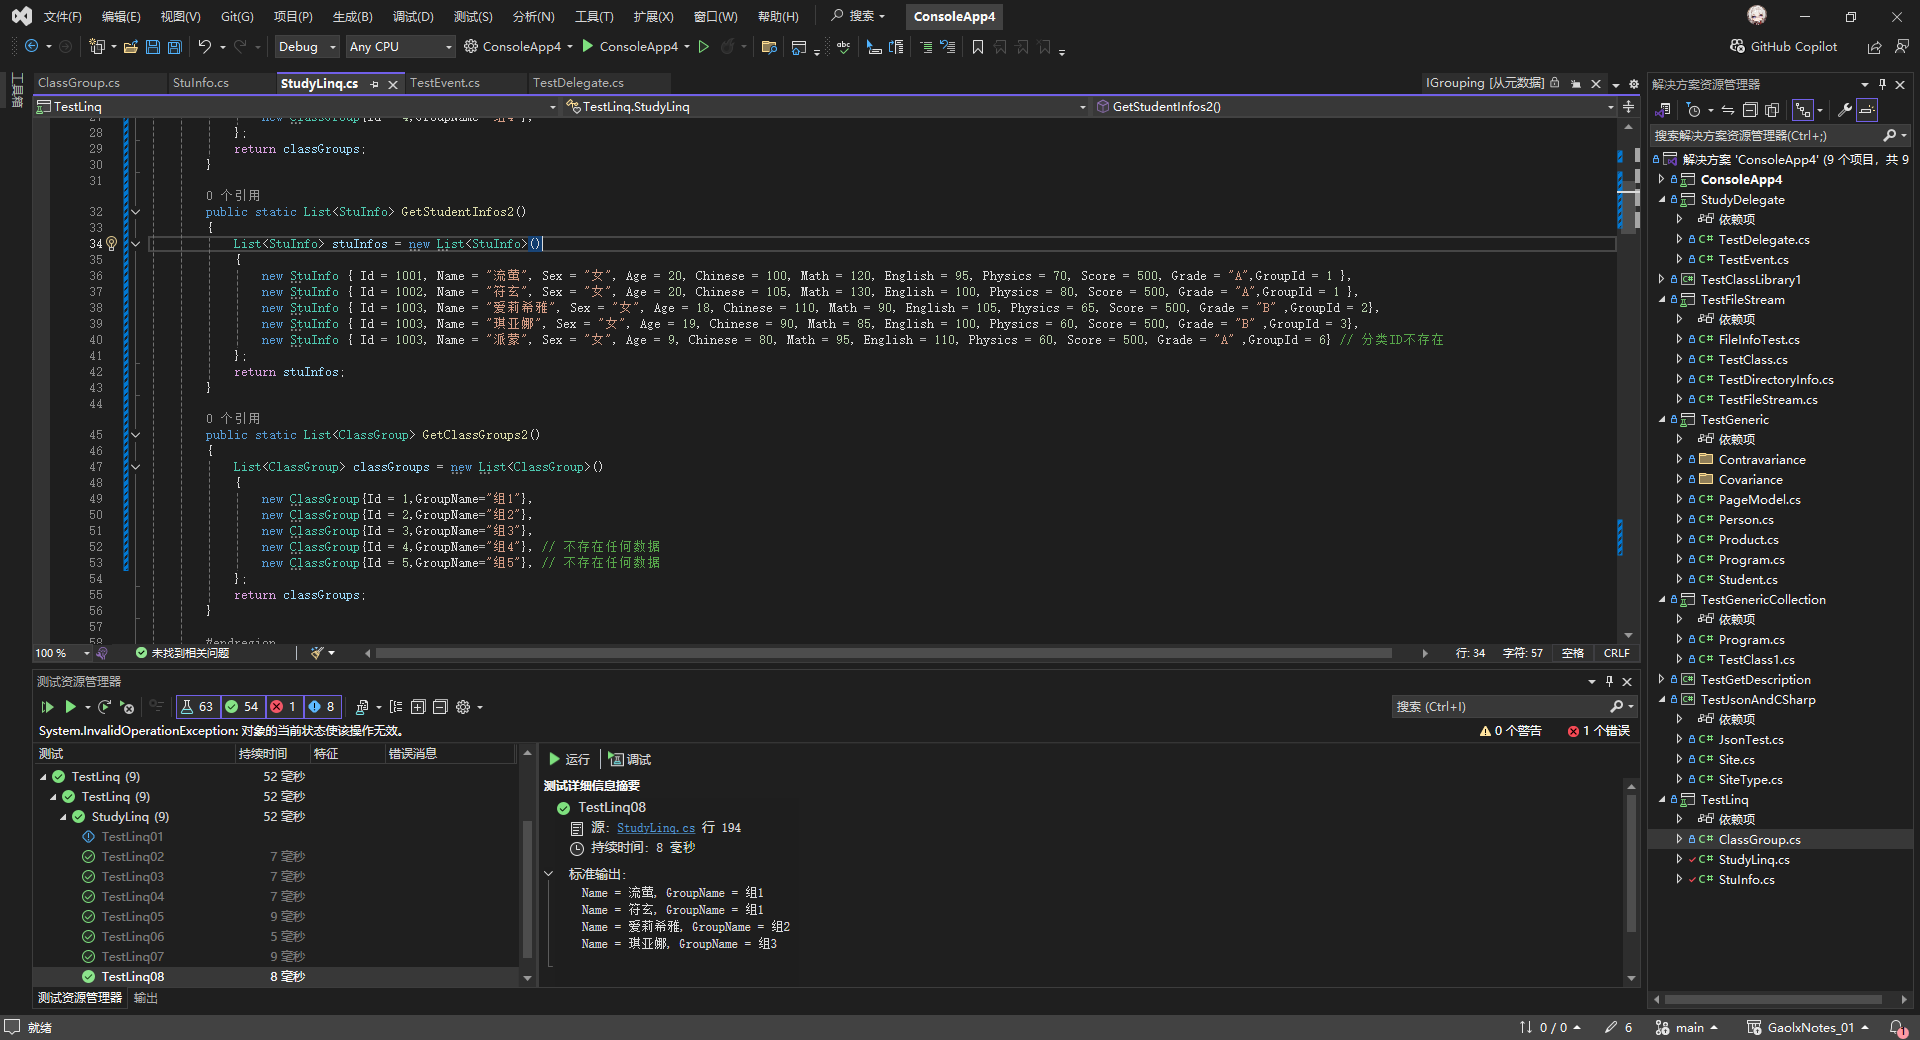 文件(F) 编辑(E) 视图(V) Git(G) 项目(P) 生成(B) 调试(D) 测试(S) 分析(N) 工具(T) 扩展(X) 窗口(W) 帮助(H) 搜索 ConsoleApp4
Debug Any CPU ConsoleApp4 ConsoleApp4 GitHub Copilot
工具箱
ClassGroup.cs StuInfo.cs StudyLinq.cs TestEvent.cs TestDelegate.cs IGrouping [从元数据]
TestLinq TestLinq.StudyLinq GetStudentInfos2()
28 };
29 return classGroups;
30 }
31
0 个引用
32 public static List<StuInfo> GetStudentInfos2()
33 {
34 List<StuInfo> stuInfos = new List<StuInfo>()
35 {
36 new StuInfo { Id = 1001, Name = "流萤", Sex = "女", Age = 20, Chinese = 100, Math = 120, English = 95, Physics = 70, Score = 500, Grade = "A",GroupId = 1 },
37 new StuInfo { Id = 1002, Name = "符玄", Sex = "女", Age = 20, Chinese = 105, Math = 130, English = 100, Physics = 80, Score = 500, Grade = "A",GroupId = 1 },
38 new StuInfo { Id = 1003, Name = "爱莉希雅", Sex = "女", Age = 18, Chinese = 110, Math = 90, English = 105, Physics = 65, Score = 500, Grade = "B" ,GroupId = 2},
39 new StuInfo { Id = 1003, Name = "琪亚娜", Sex = "女", Age = 19, Chinese = 90, Math = 85, English = 100, Physics = 60, Score = 500, Grade = "B" ,GroupId = 3},
40 new StuInfo { Id = 1003, Name = "派蒙", Sex = "女", Age = 9, Chinese = 80, Math = 95, English = 110, Physics = 60, Score = 500, Grade = "A" ,GroupId = 6} // 分类ID不存在
41 };
42 return stuInfos;
43 }
44
0 个引用
45 public static List<ClassGroup> GetClassGroups2()
46 {
47 List<ClassGroup> classGroups = new List<ClassGroup>()
48 {
49 new ClassGroup{Id = 1,GroupName="组1"},
50 new ClassGroup{Id = 2,GroupName="组2"},
51 new ClassGroup{Id = 3,GroupName="组3"},
52 new ClassGroup{Id = 4,GroupName="组4"}, // 不存在任何数据
53 new ClassGroup{Id = 5,GroupName="组5"}, // 不存在任何数据
54 };
55 return classGroups;
56 }
57
58 #endregion
100 % 未找到相关问题 行: 34 字符: 57 空格 CRLF
测试资源管理器
63 54 1 8 搜索 (Ctrl+I)
System.InvalidOperationException: 对象的当前状态使该操作无效。 0 个警告 1 个错误
测试 持续时间 特征 错误消息
TestLinq (9) 52 毫秒
TestLinq (9) 52 毫秒
StudyLinq (9) 52 毫秒
TestLinq01
TestLinq02 7 毫秒
TestLinq03 7 毫秒
TestLinq04 7 毫秒
TestLinq05 9 毫秒
TestLinq06 5 毫秒
TestLinq07 9 毫秒
TestLinq08 8 毫秒
运行 调试
测试详细信息摘要
TestLinq08
源: StudyLinq.cs 行 194
持续时间: 8 毫秒
标准输出:
Name = 流萤, GroupName = 组1
Name = 符玄, GroupName = 组1
Name = 爱莉希雅, GroupName = 组2
Name = 琪亚娜, GroupName = 组3
测试资源管理器 输出
解决方案资源管理器
搜索解决方案资源管理器(Ctrl+;)
解决方案 'ConsoleApp4' (9 个项目, 共 9
ConsoleApp4
StudyDelegate
依赖项
C# TestDelegate.cs
C# TestEvent.cs
C# TestClassLibrary1
TestFileStream
依赖项
C# FileInfoTest.cs
C# TestClass.cs
C# TestDirectoryInfo.cs
C# TestFileStream.cs
TestGeneric
依赖项
Contravariance
Covariance
C# PageModel.cs
C# Person.cs
C# Product.cs
C# Program.cs
C# Student.cs
TestGenericCollection
依赖项
C# Program.cs
C# TestClass1.cs
C# TestGetDescription
C# TestJsonAndCSharp
依赖项
C# JsonTest.cs
C# Site.cs
C# SiteType.cs
TestLinq
依赖项
C# ClassGroup.cs
C# StudyLinq.cs
C# StuInfo.cs
就绪 0 / 0 6 main GaolxNotes_01 1